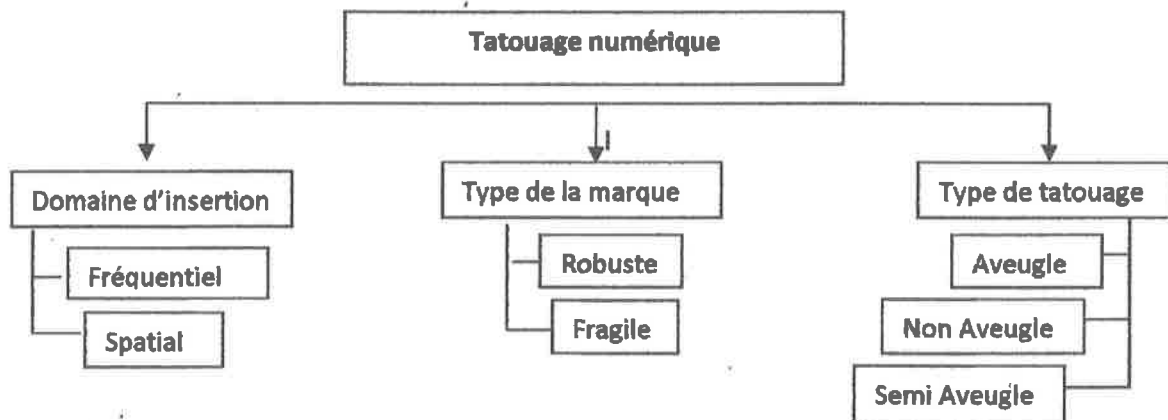 Tatouage numérique
Domaine d'insertion
Fréquentiel
Spatial
Type de la marque
Robuste
Fragile
Type de tatouage
Aveugle
Non Aveugle
Semi Aveugle